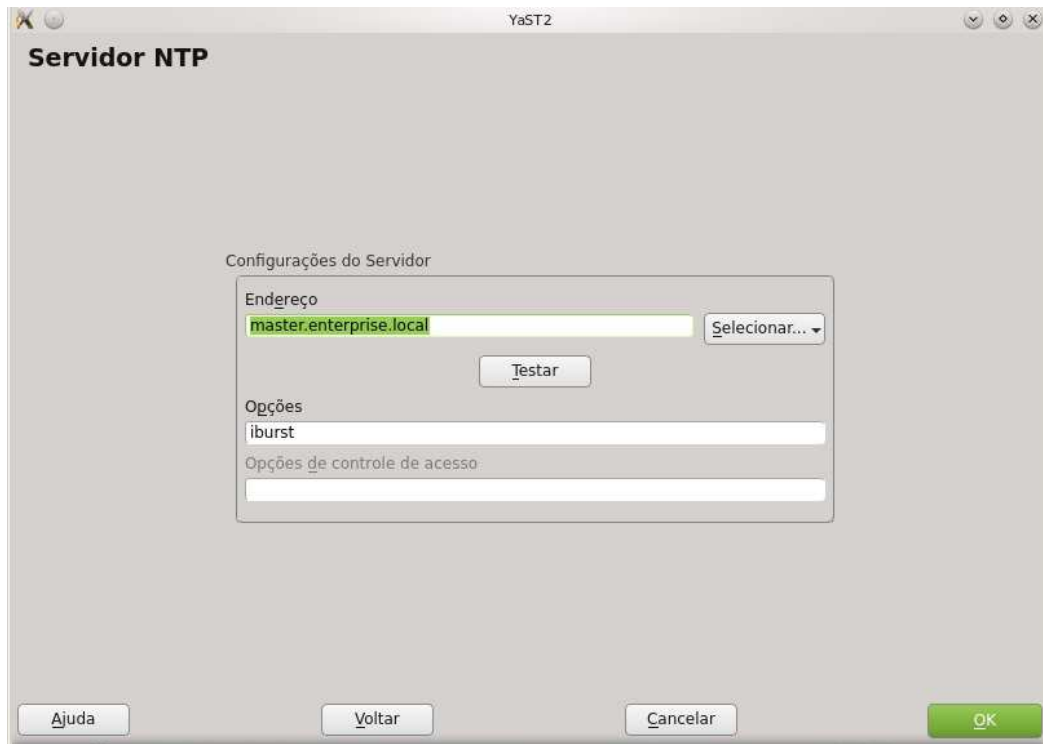 YaST2
Servidor NTP
Configurações do Servidor
Endereço
master.enterprise.local
Selecionar...
Testar
Opções
iburst
Opções de controle de acesso
Ajuda
Voltar
Cancelar
OK